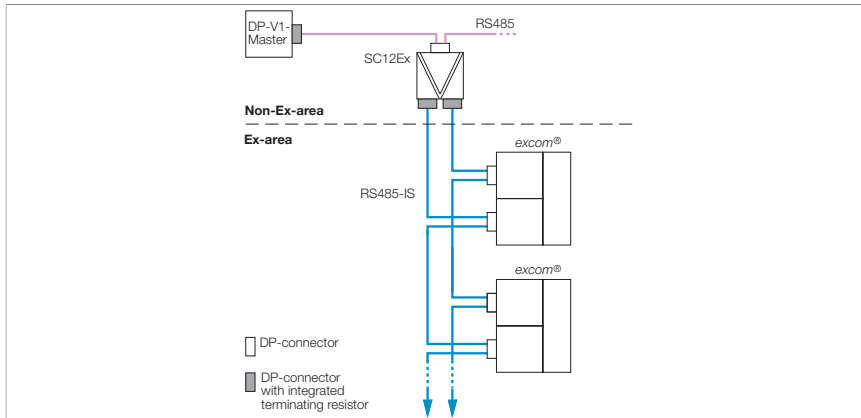 DP-V1-
Master
RS485
SC12Ex
Non-Ex-area
Ex-area
excom®
RS485-IS
excom®
DP-connector
DP-connector
with integrated
terminating resistor